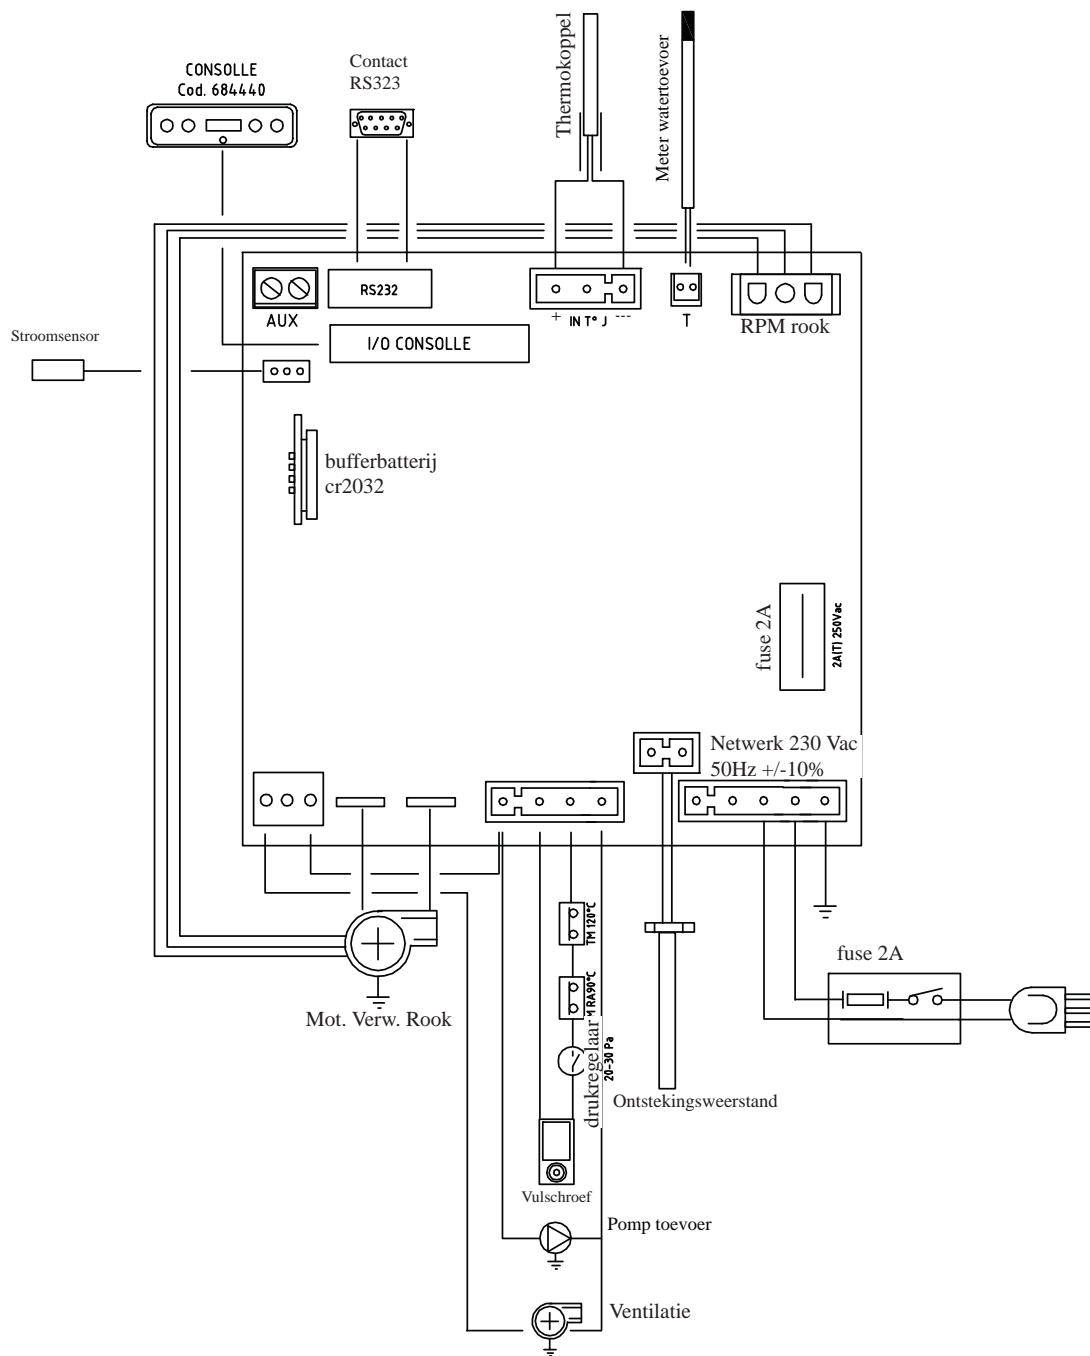 CONSOLLE
Cod. 684440
Contact
RS323
Thermokoppel
Meter watertoevoer
RS232
AUX
+ IN T° J ---
T
RPM rook
I/O CONSOLLE
Stroomsensor
bufferbatterij
cr2032
fuse 2A
2A(T) 250Vac
Netwerk 230 Vac
50Hz +/-10%
TM 120°C
fuse 2A
M RA90°C
Mot. Verw. Rook
drukregelaar
20-30 Pa
Ontstekingsweerstand
Vulschroef
Pomp toevoer
Ventilatie